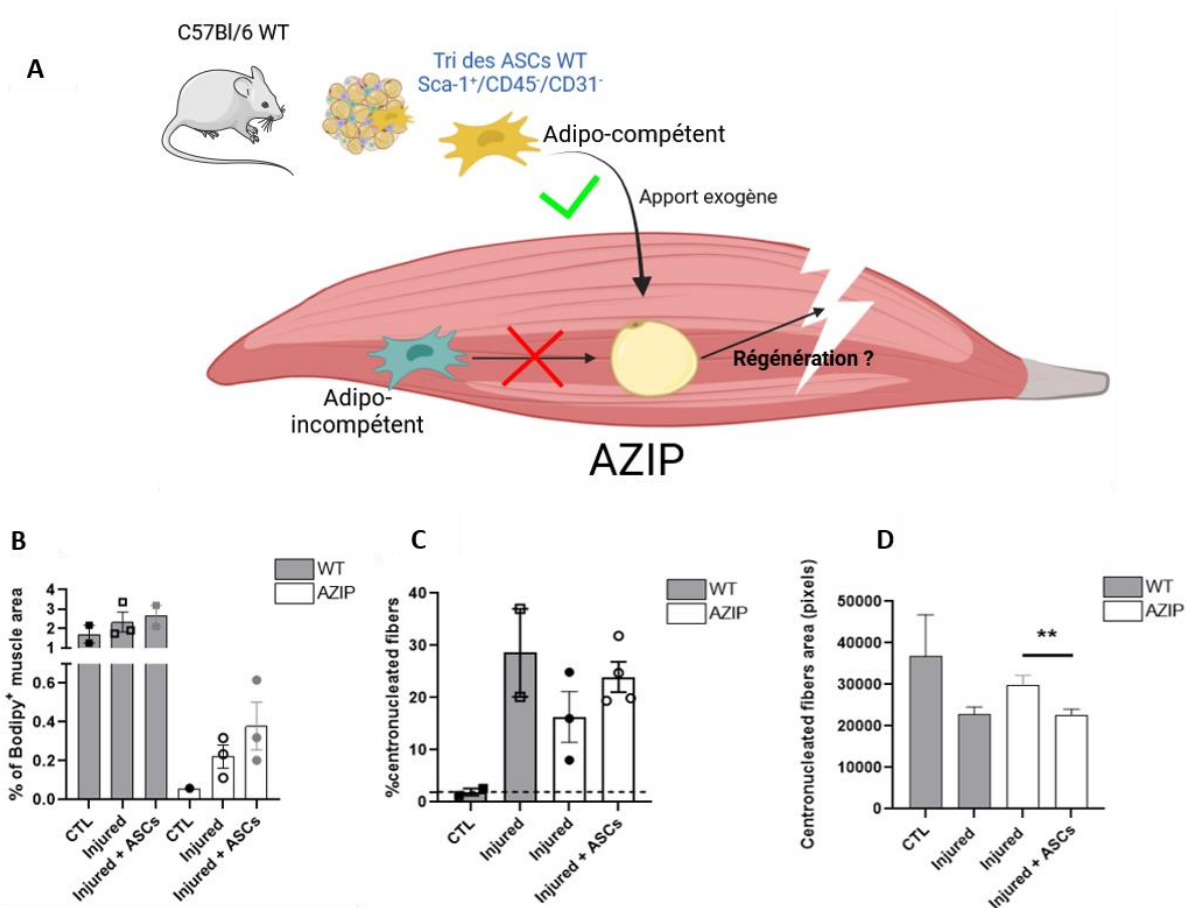 A
C57Bl/6 WT
Tri des ASCs WT
Sca-1+/CD45-/CD31-
Adipo-compétent
Apport exogène
Régénération ?
Adipo-
incompétent
AZIP
B
WT
AZIP
% of Bodipy+ muscle area
4
3
2
1
0.6
0.4
0.2
0.0
CTL
Injured
Injured + ASCs
CTL
Injured
Injured + ASCs
C
WT
AZIP
%centronucleated fibers
40
30
20
10
0
CTL
Injured
Injured
Injured + ASCs
D
WT
AZIP
Centronucleated fibers area (pixels)
50000
40000
30000
20000
10000
0
**
CTL
Injured
Injured
Injured + ASCs